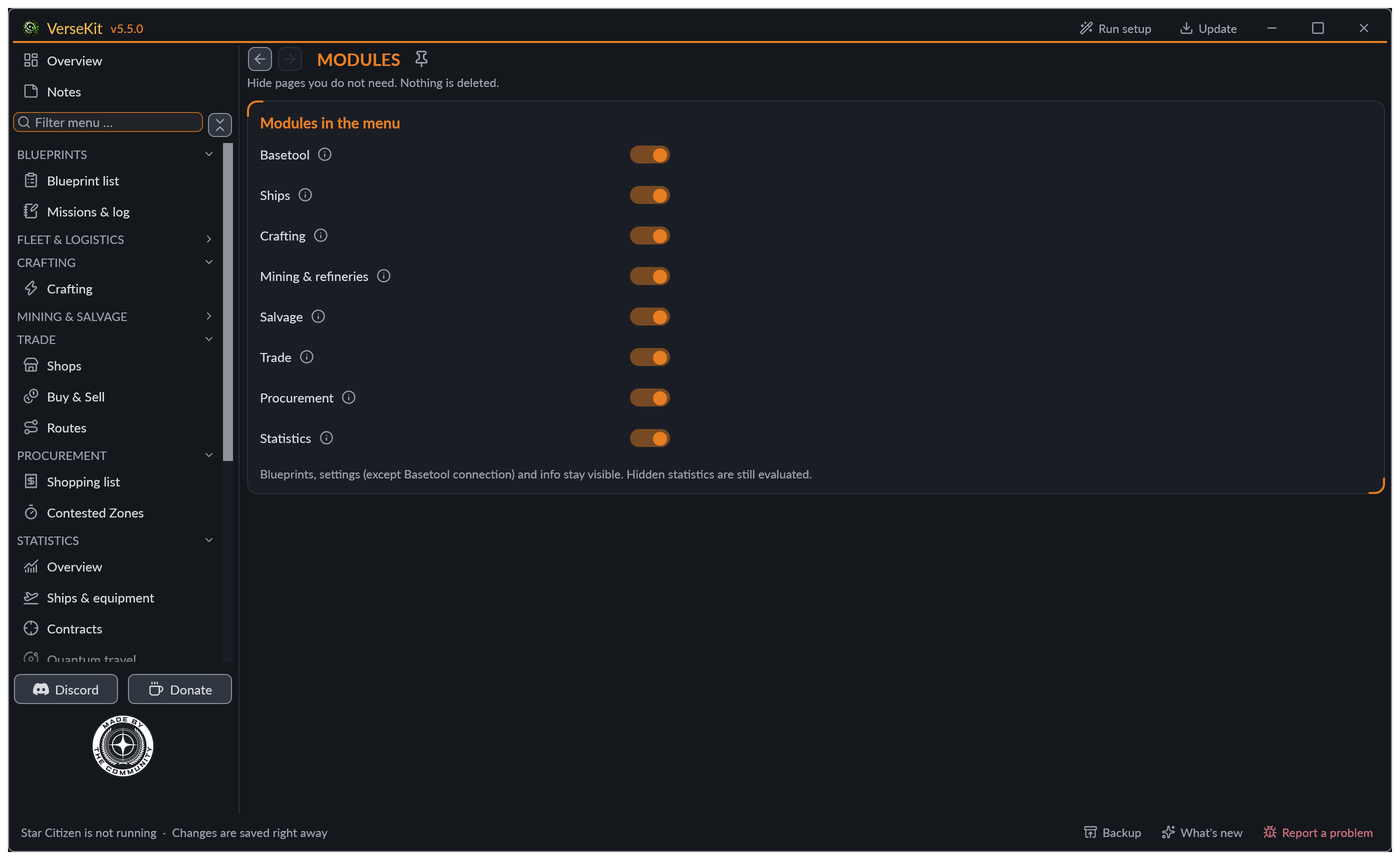 VerseKit v5.5.0
Run setup
Update
Overview
Notes
Filter menu ...
BLUEPRINTS
Blueprint list
Missions & log
FLEET & LOGISTICS
CRAFTING
Crafting
MINING & SALVAGE
TRADE
Shops
Buy & Sell
Routes
PROCUREMENT
Shopping list
Contested Zones
STATISTICS
Overview
Ships & equipment
Contracts
Quantum travel
Discord
Donate
MADE BY
THE COMMUNITY
MODULES
Hide pages you do not need. Nothing is deleted.
Modules in the menu
Basetool
Ships
Crafting
Mining & refineries
Salvage
Trade
Procurement
Statistics
Blueprints, settings (except Basetool connection) and info stay visible. Hidden statistics are still evaluated.
Star Citizen is not running · Changes are saved right away
Backup
What's new
Report a problem